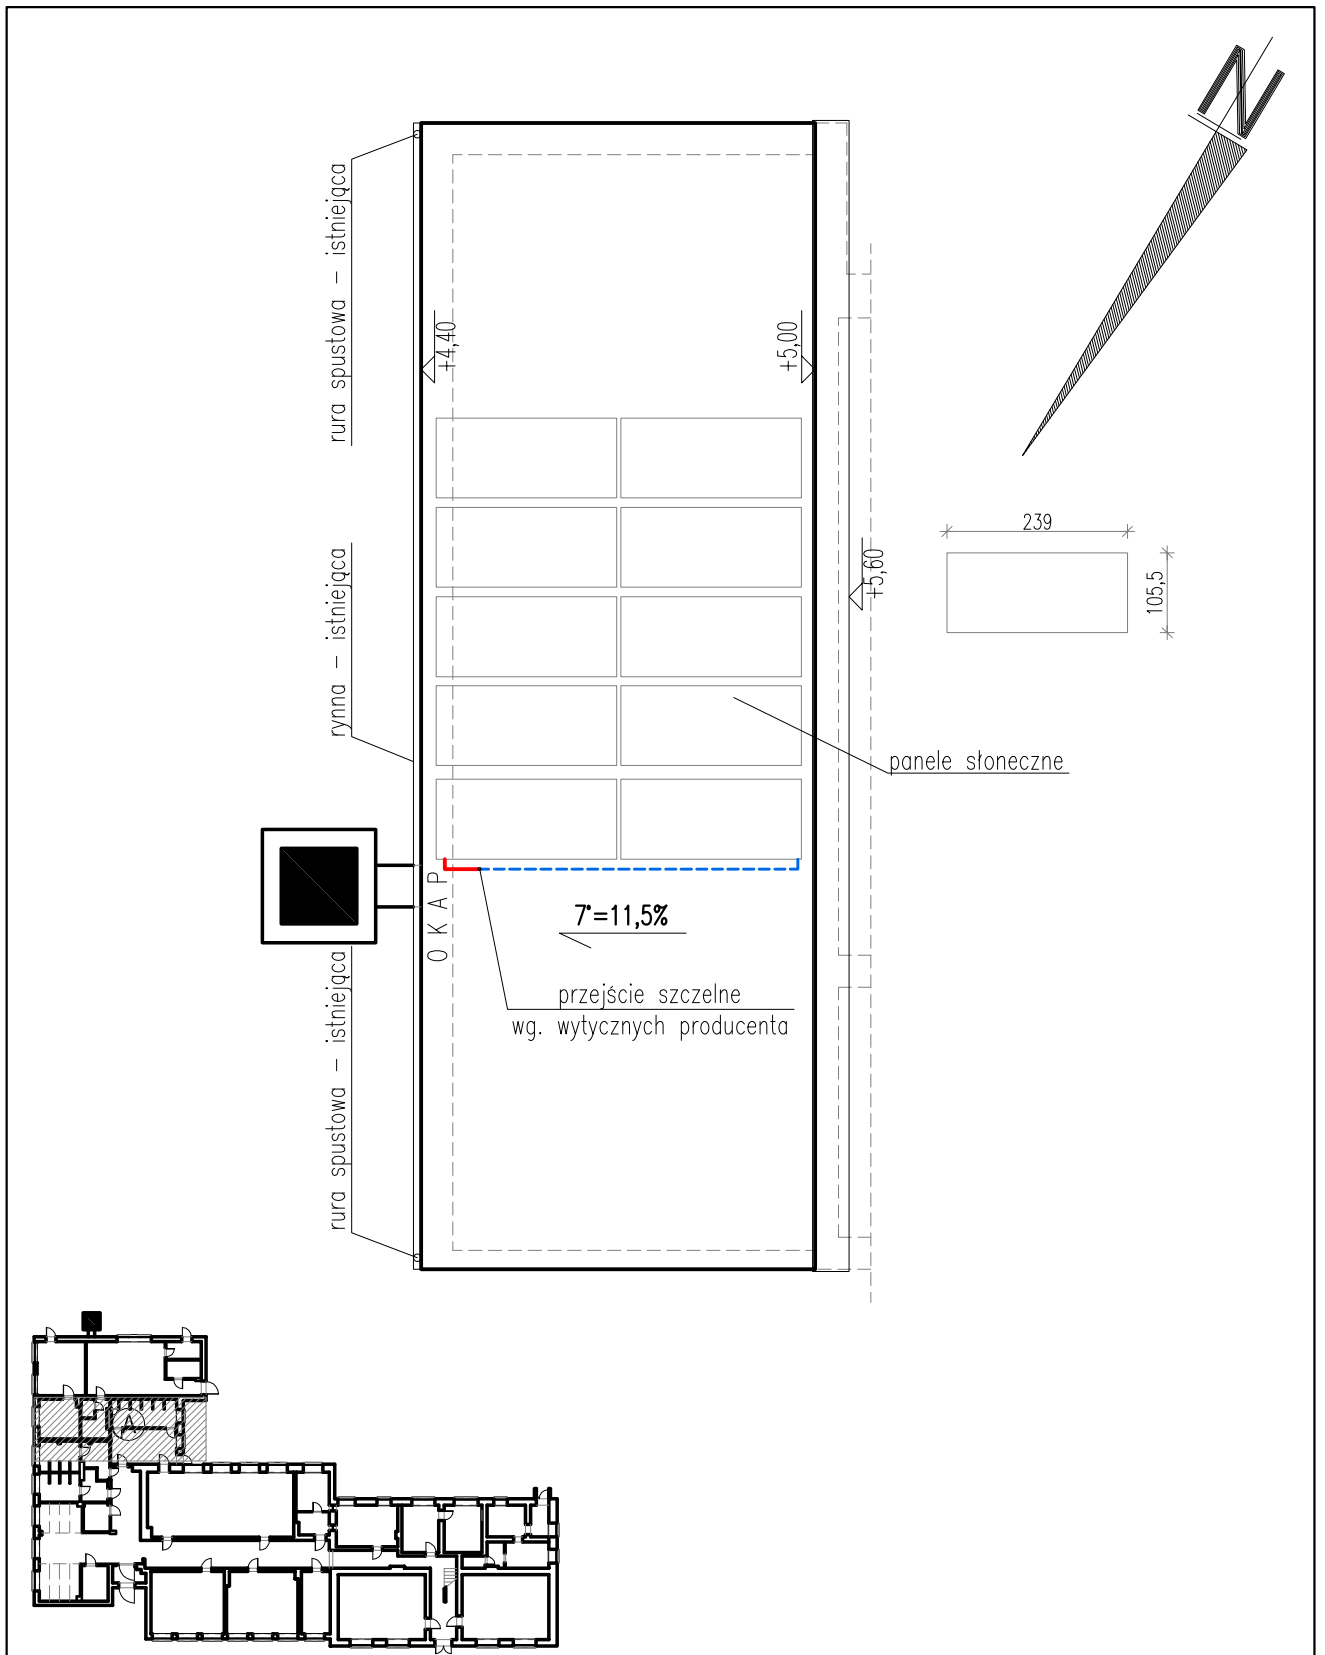 N
rura spustowa - istniejąca
+4,40
+5,00
239
105,5
rynna - istniejąca
+5,60
panele słoneczne
O K A P
7°=11,5%
przejście szczelne
wg. wytycznych producenta
rura spustowa - istniejąca
A